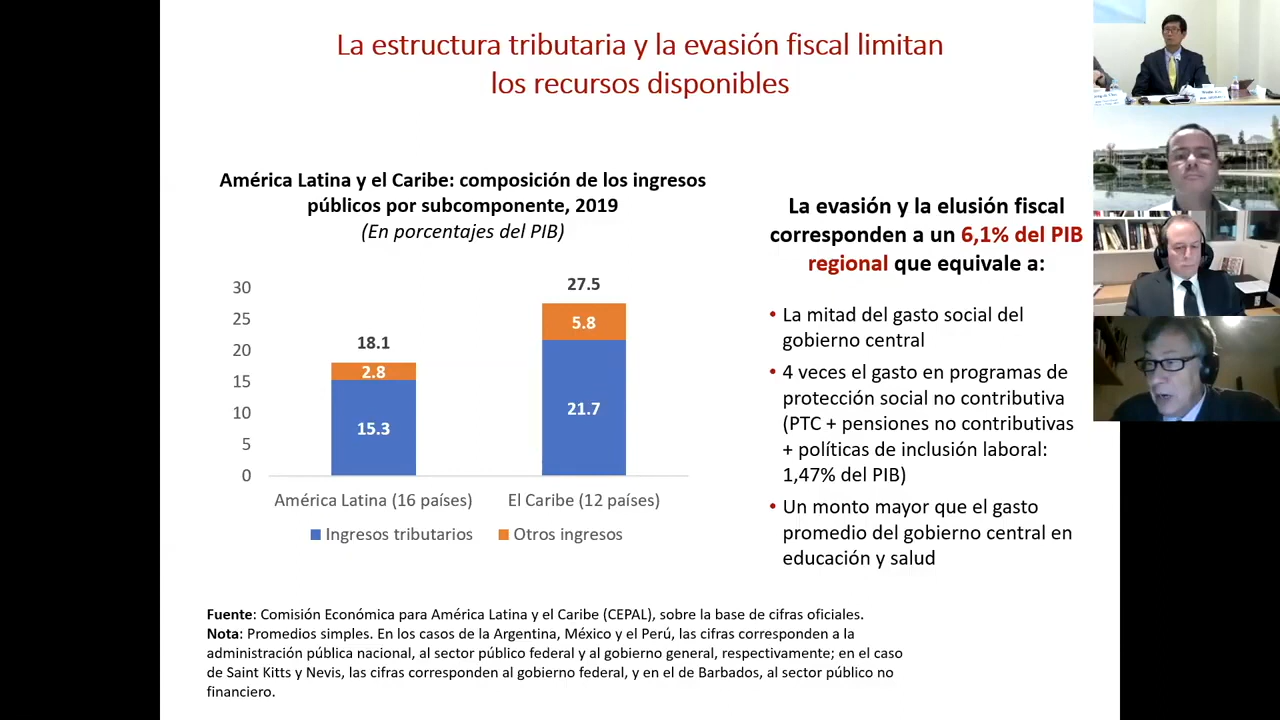 La estructura tributaria y la evasión fiscal limitan
los recursos disponibles
América Latina y el Caribe: composición de los ingresos
públicos por subcomponente, 2019
(En porcentajes del PIB)
30
25
20
15
10
5
0
18.1
2.8
15.3
27.5
5.8
21.7
América Latina (16 países)
El Caribe (12 países)
Ingresos tributarios
Otros ingresos
La evasión y la elusión fiscal
corresponden a un 6,1% del PIB
regional que equivale a:
• La mitad del gasto social del
gobierno central
• 4 veces el gasto en programas de
protección social no contributiva
(PTC + pensiones no contributivas
+ políticas de inclusión laboral:
1,47% del PIB)
• Un monto mayor que el gasto
promedio del gobierno central en
educación y salud
Fuente: Comisión Económica para América Latina y el Caribe (CEPAL), sobre la base de cifras oficiales.
Nota: Promedios simples. En los casos de la Argentina, México y el Perú, las cifras corresponden a la
administración pública nacional, al sector público federal y al gobierno general, respectivamente; en el caso
de Saint Kitts y Nevis, las cifras corresponden al gobierno federal, y en el de Barbados, al sector público no
financiero.